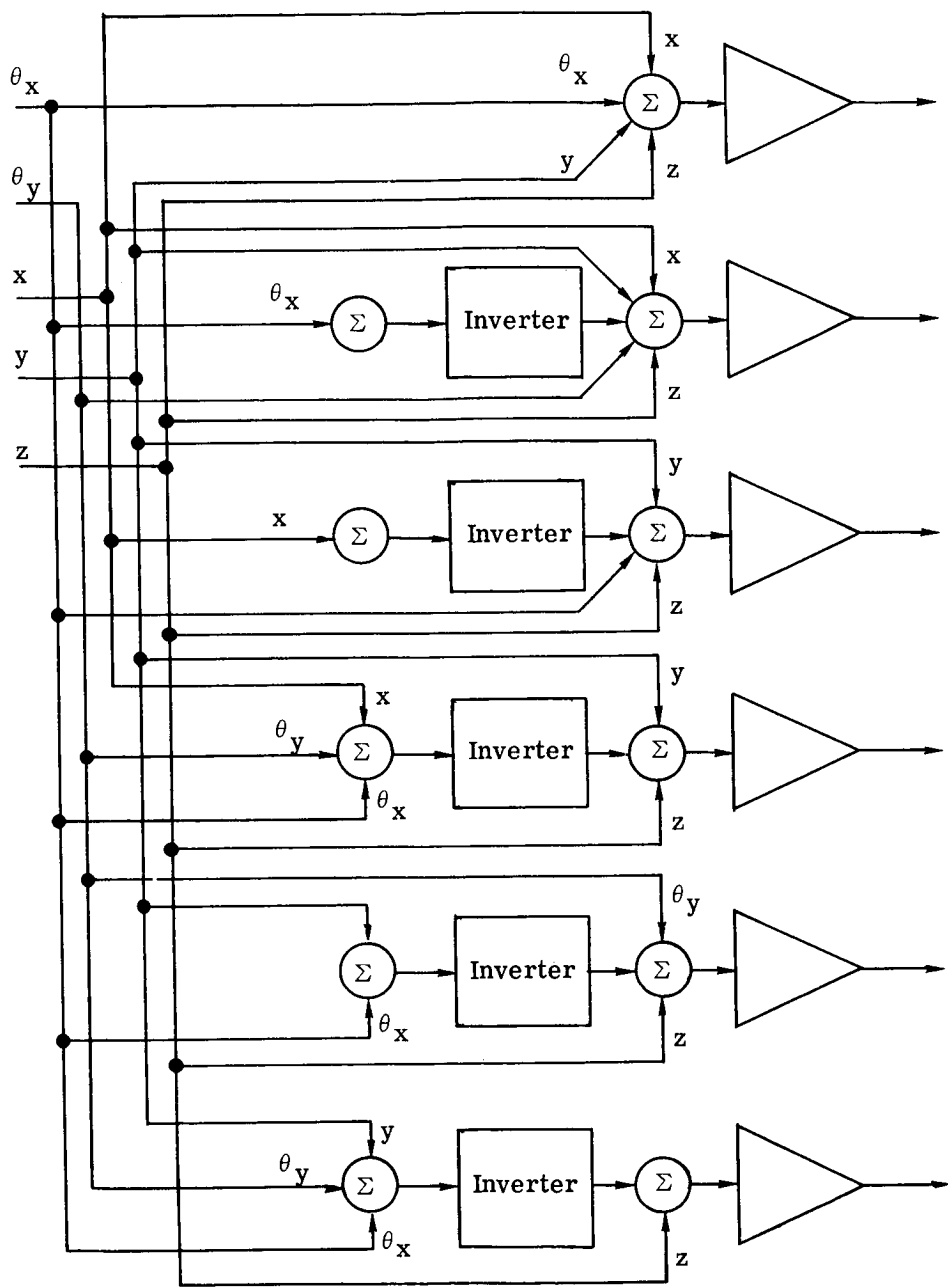 x
θx θx Σ
y z
θy
x
x
θx Σ Inverter Σ
y
z
z
y
x Σ Inverter Σ
z
y
x
θy Σ Inverter Σ
θx z
θy
Σ Inverter Σ
θx z
y
θy Σ Inverter Σ
θx z